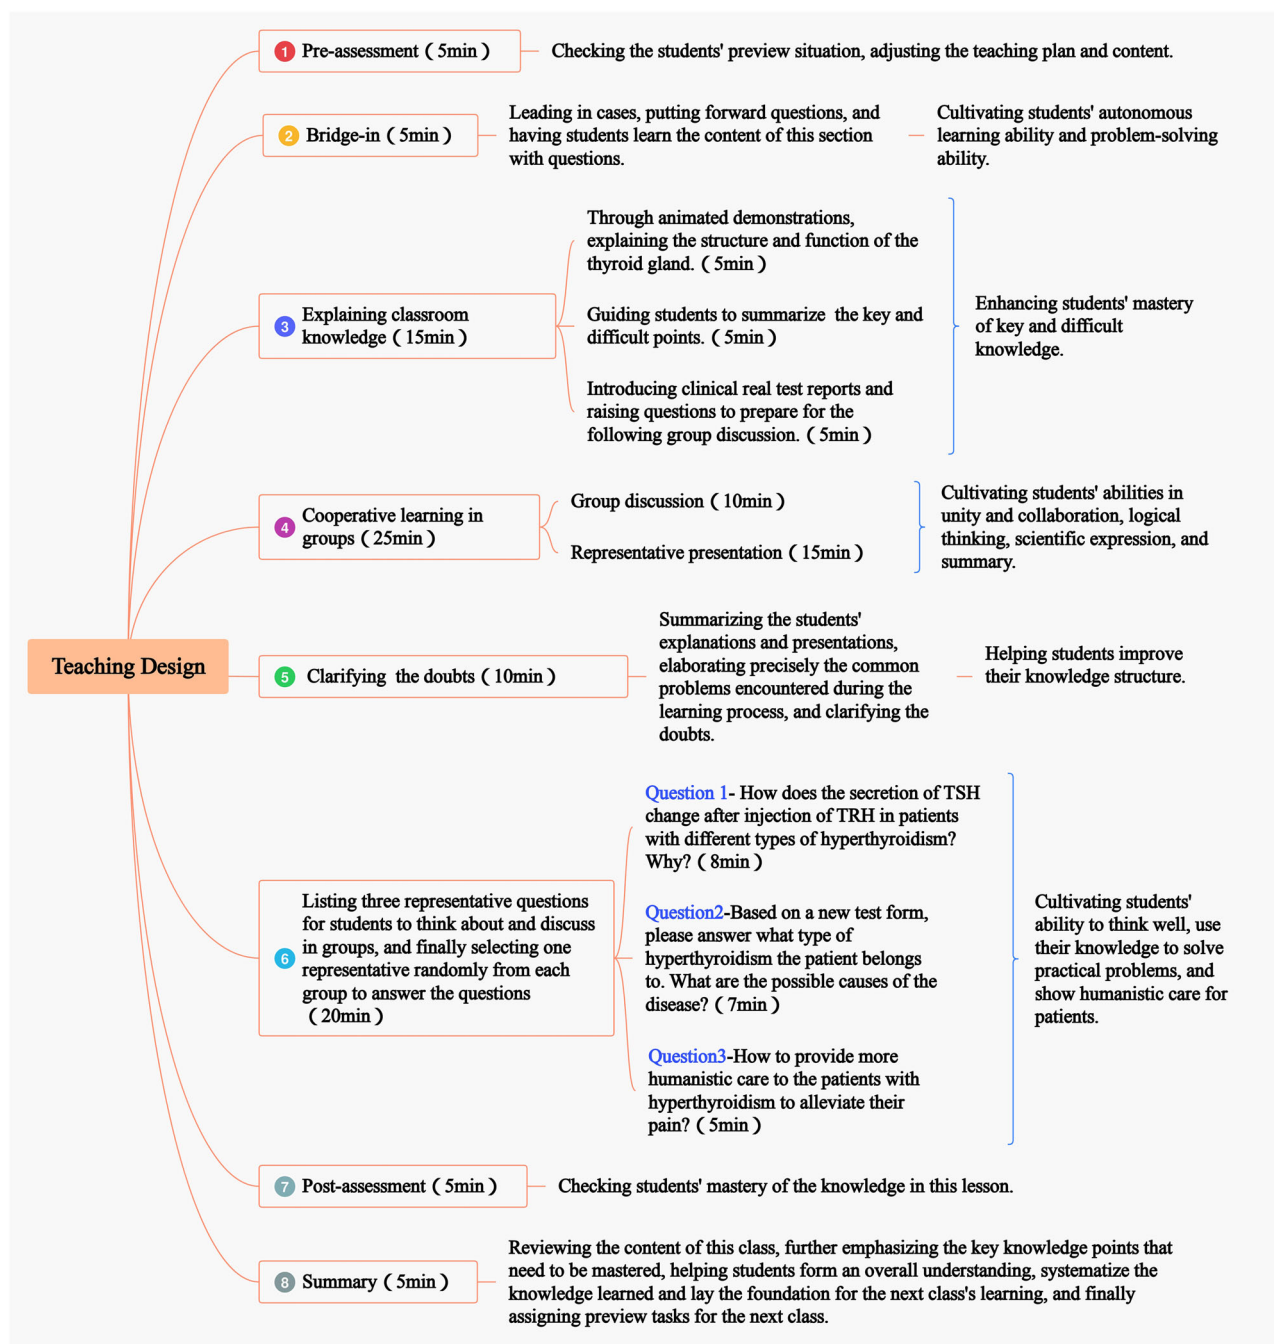 Teaching Design
1 Pre-assessment ( 5min )
Checking the students' preview situation, adjusting the teaching plan and content.
2 Bridge-in ( 5min )
Leading in cases, putting forward questions, and
having students learn the content of this section
with questions.
Cultivating students' autonomous
learning ability and problem-solving
ability.
3 Explaining classroom
knowledge ( 15min )
Through animated demonstrations,
explaining the structure and function of the
thyroid gland. ( 5min )
Guiding students to summarize the key and
difficult points. ( 5min )
Introducing clinical real test reports and
raising questions to prepare for the
following group discussion. ( 5min )
Enhancing students' mastery
of key and difficult
knowledge.
4 Cooperative learning in
groups ( 25min )
Group discussion ( 10min )
Representative presentation ( 15min )
Cultivating students' abilities in
unity and collaboration, logical
thinking, scientific expression, and
summary.
5 Clarifying the doubts ( 10min )
Summarizing the students'
explanations and presentations,
elaborating precisely the common
problems encountered during the
learning process, and clarifying the
doubts.
Helping students improve
their knowledge structure.
6 Listing three representative questions
for students to think about and discuss
in groups, and finally selecting one
representative randomly from each
group to answer the questions
( 20min )
Question 1- How does the secretion of TSH
change after injection of TRH in patients
with different types of hyperthyroidism?
Why? ( 8min )
Question2-Based on a new test form,
please answer what type of
hyperthyroidism the patient belongs
to. What are the possible causes of the
disease? ( 7min )
Question3-How to provide more
humanistic care to the patients with
hyperthyroidism to alleviate their
pain? ( 5min )
Cultivating students'
ability to think well, use
their knowledge to solve
practical problems, and
show humanistic care for
patients.
7 Post-assessment ( 5min )
Checking students' mastery of the knowledge in this lesson.
8 Summary ( 5min )
Reviewing the content of this class, further emphasizing the key knowledge points that
need to be mastered, helping students form an overall understanding, systematize the
knowledge learned and lay the foundation for the next class's learning, and finally
assigning preview tasks for the next class.